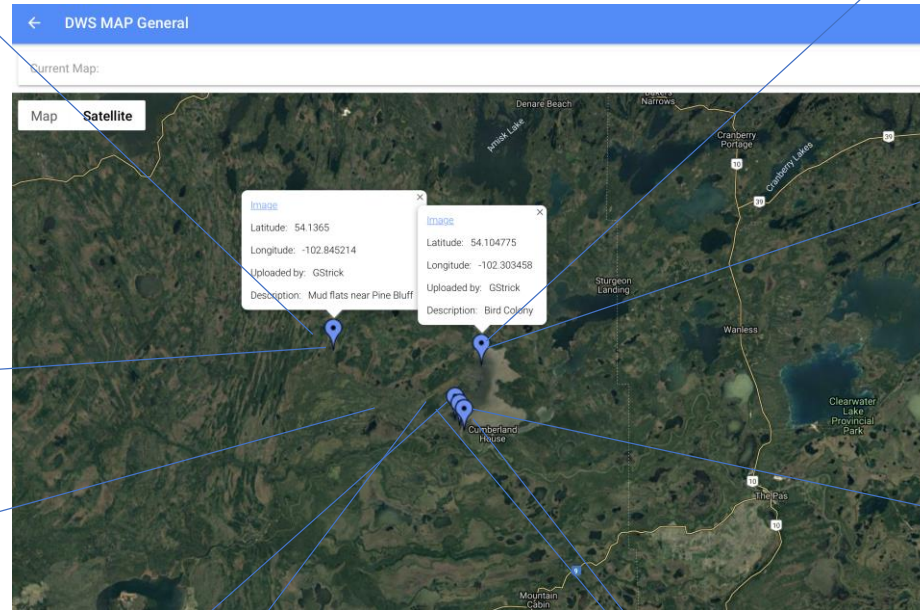 DWS MAP General
Current Map:
Map
Satellite
Denare Beach
Narrows
Amisk Lake
Cranberry
Portage
39
10
Cranberry Lakes
39
Image
Latitude: 54.1365
Longitude: -102.845214
Uploaded by: GStrick
Description: Mud flats near Pine Bluff
Image
Latitude: 54.104775
Longitude: -102.303458
Uploaded by: GStrick
Description: Bird Colony
Sturgeon
Landing
Wanless
Clearwater
Lake
Provincial
Park
Cumberland
House
10
The Pas
10
9
Mountain
Cabin